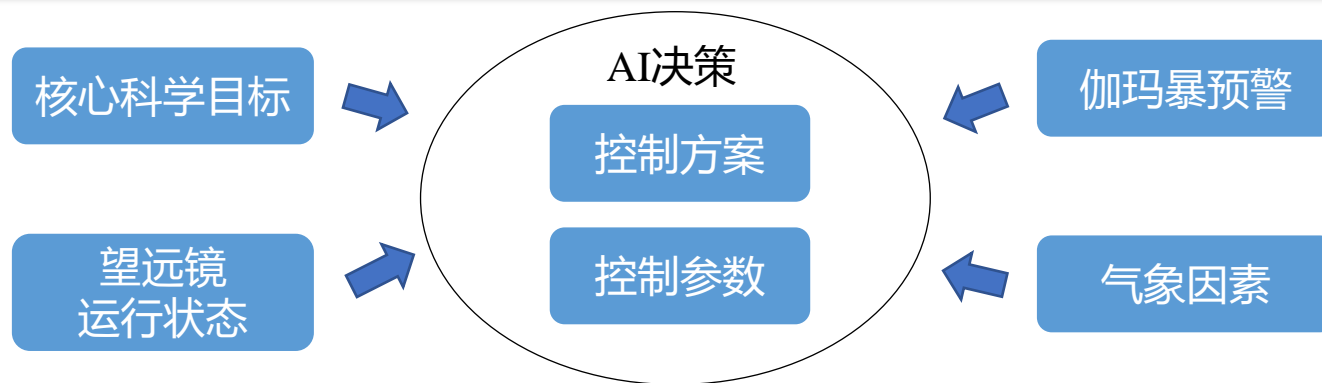 AI决策
核心科学目标
伽玛暴预警
控制方案
望远镜
运行状态
控制参数
气象因素